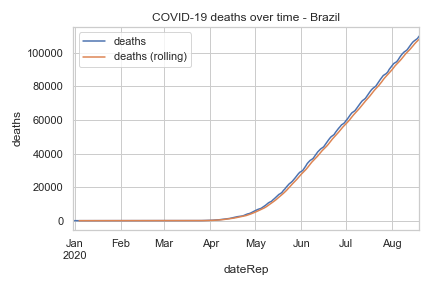 COVID-19 deaths over time - Brazil
deaths
deaths (rolling)
100000
80000
60000
40000
20000
0
deaths
Jan Feb Mar Apr May Jun Jul Aug
2020
dateRep